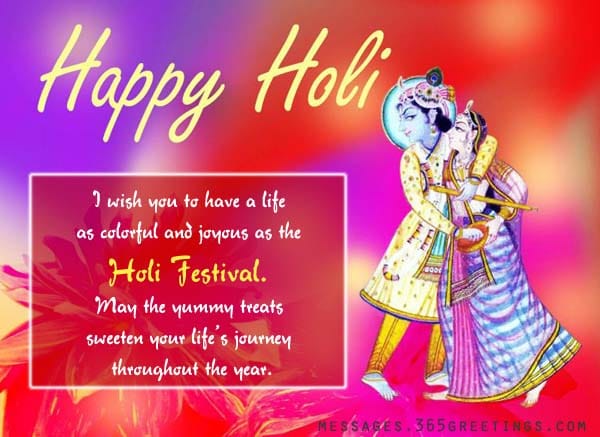 Happy Holi
I wish you to have a life
as colorful and joyous as the
Holi Festival.
May the yummy treats
sweeten your life's journey
throughout the year.
MESSAGES.365GREETINGS.COM